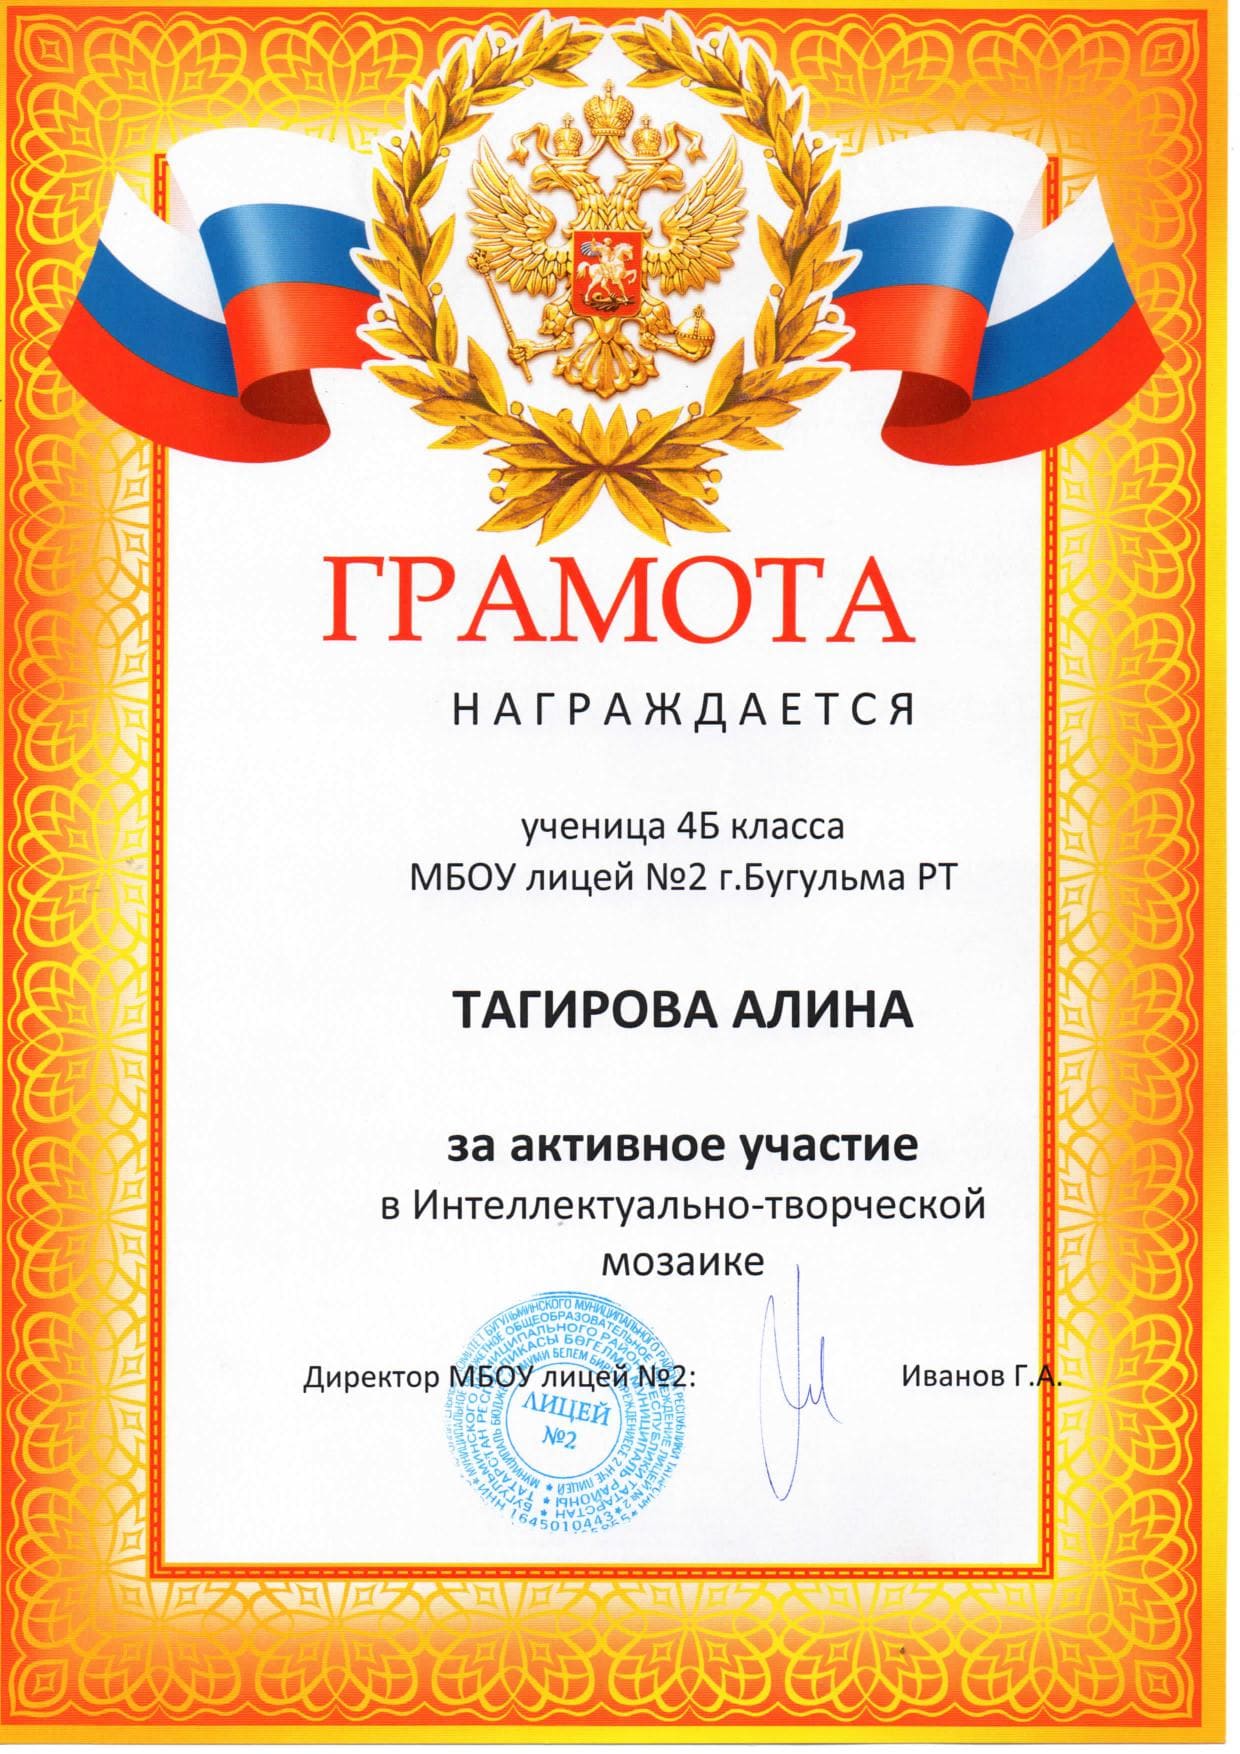 ГРАМОТА
НАГРАЖДАЕТСЯ
ученица 4Б класса
МБОУ лицей №2 г.Бугульма РТ
ТАГИРОВА АЛИНА
за активное участие
в Интеллектуально-творческой
мозаике
Директор МБОУ лицей №2:
Иванов Г.А.
ЛИЦЕЙ
№2
1645010443